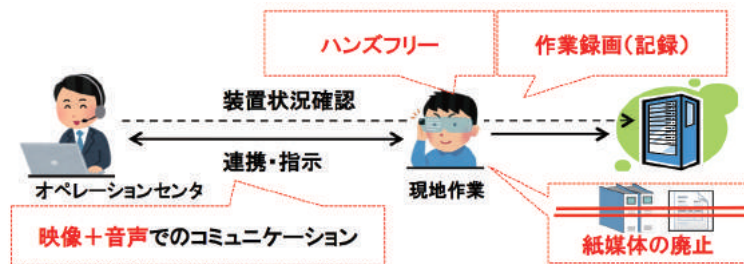 ハンズフリー
作業録画(記録)
装置状況確認
連携・指示
オペレーションセンタ
現地作業
映像+音声でのコミュニケーション
紙媒体の廃止